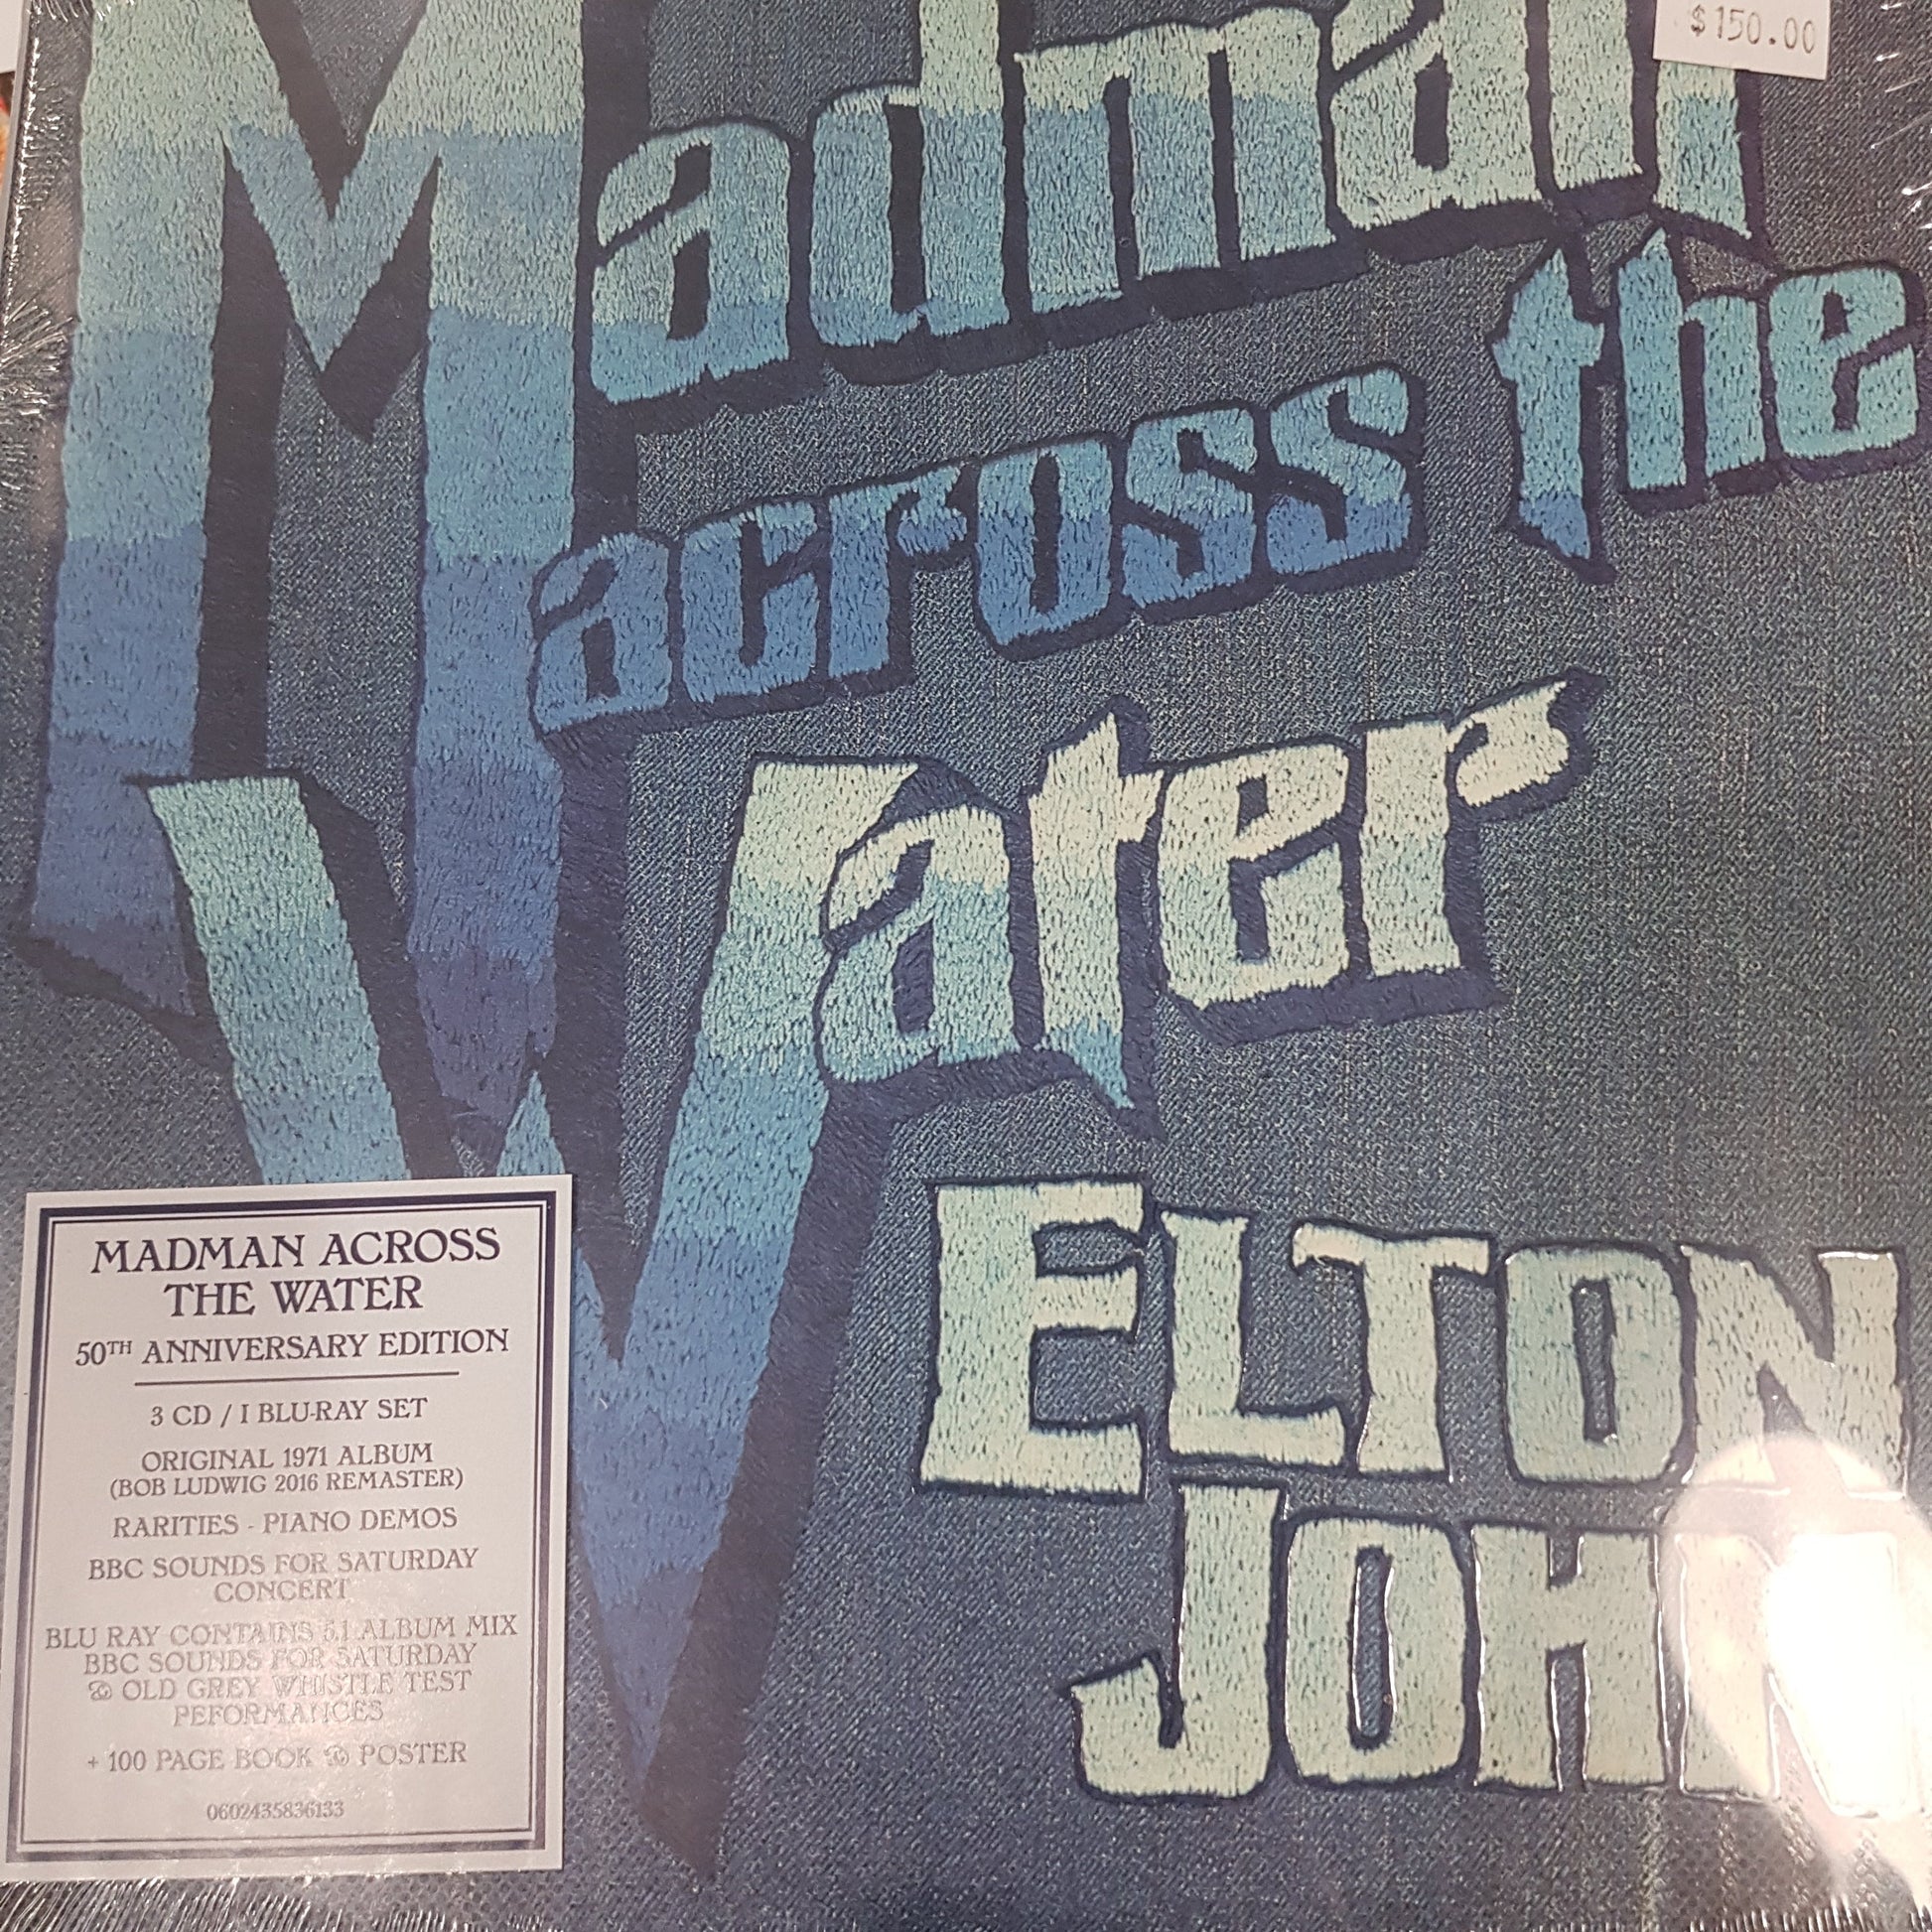 $150.00
Madman
across the
Water
ELTON
JOHN
MADMAN ACROSS
THE WATER
50TH ANNIVERSARY EDITION
3 CD / 1 BLU-RAY SET
ORIGINAL 1971 ALBUM
(BOB LUDWIG 2016 REMASTER)
RARITIES - PIANO DEMOS
BBC SOUNDS FOR SATURDAY
CONCERT
BLU RAY CONTAINS 5.1 ALBUM MIX
BBC SOUNDS FOR SATURDAY
& OLD GREY WHISTLE TEST
PEFORMANCES
+ 100 PAGE BOOK & POSTER
0602435836133